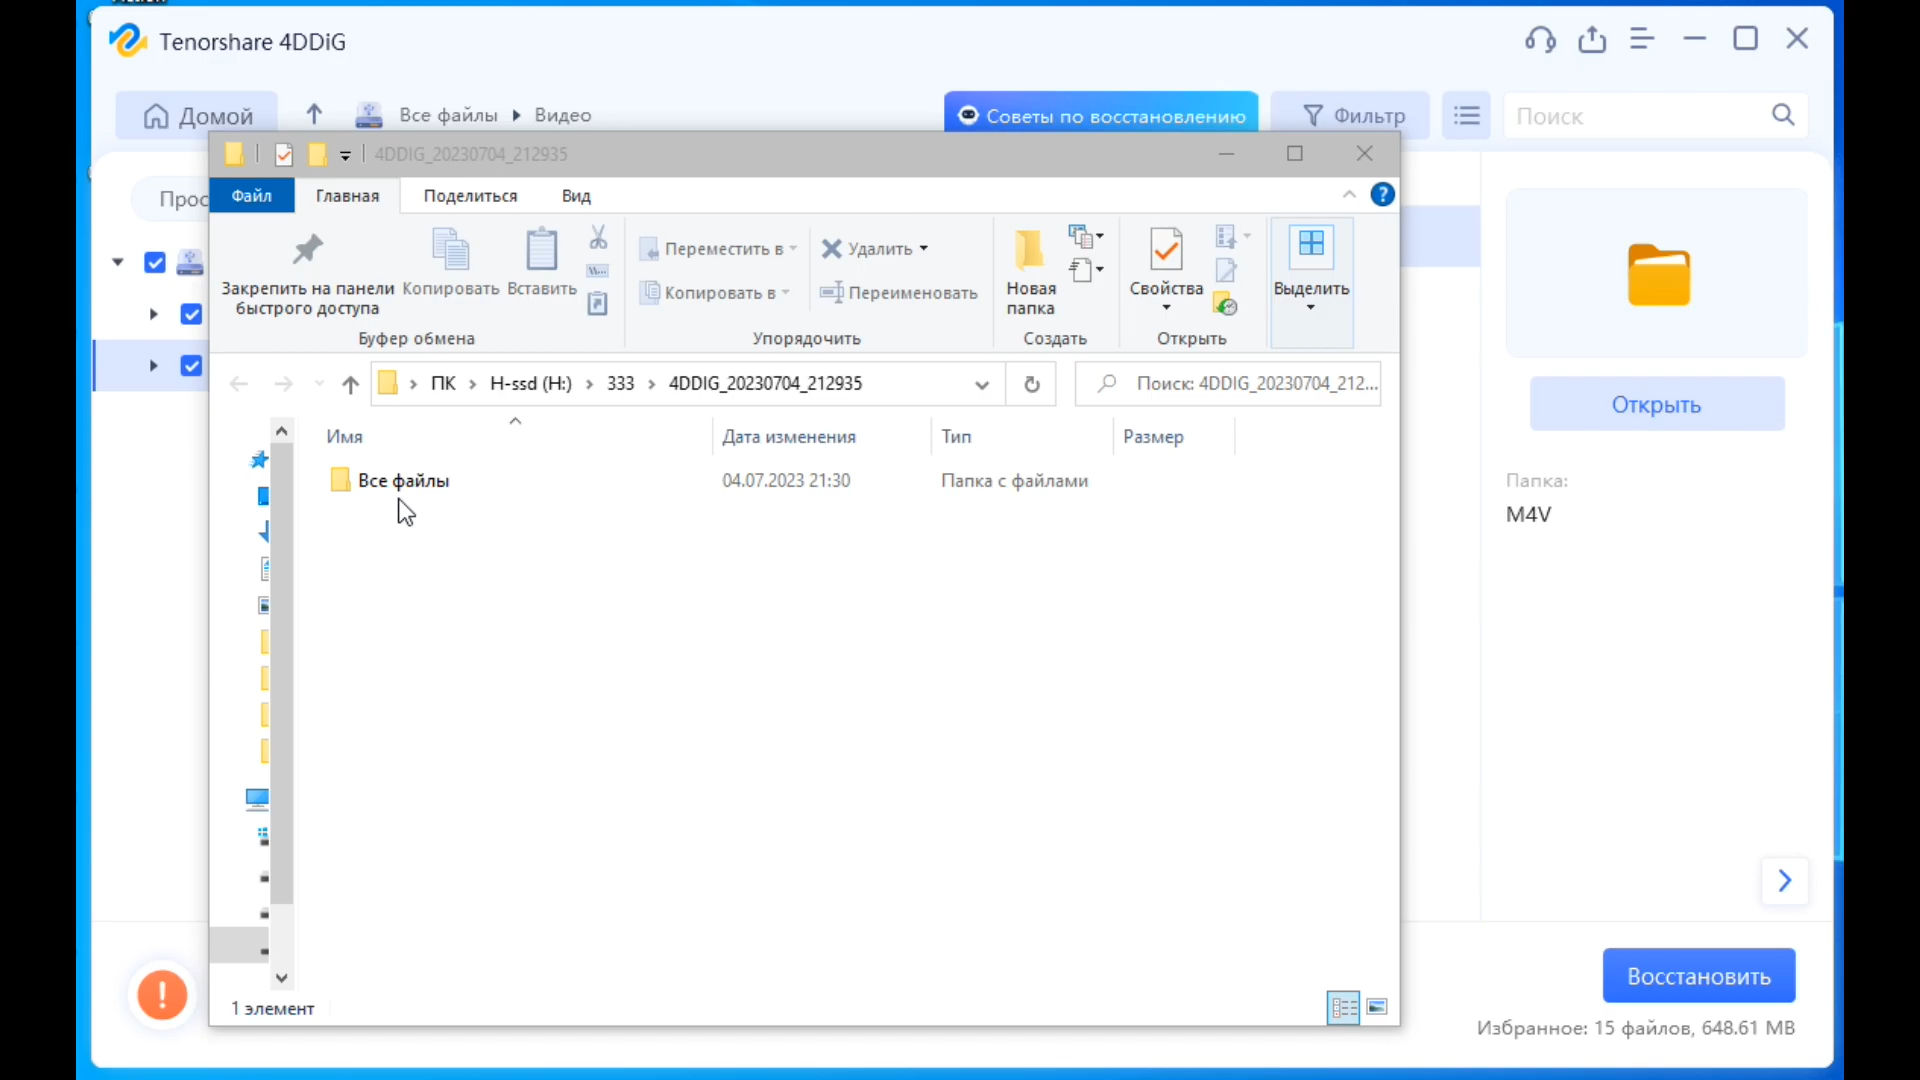 Tenorshare 4DDiG
Домой
Все файлы
Видео
Советы по восстановлению
Фильтр
Поиск
4DDIG_20230704_212935
Файл
Главная
Поделиться
Вид
Закрепить на панели
быстрого доступа
Копировать
Вставить
Буфер обмена
Переместить в
Копировать в
Удалить
Переименовать
Упорядочить
Новая
папка
Создать
Свойства
Открыть
Выделить
ПК
H-ssd (H:)
333
4DDIG_20230704_212935
Поиск: 4DDIG_20230704_212...
Имя
Дата изменения
Тип
Размер
Все файлы
04.07.2023 21:30
Папка с файлами
1 элемент
Прос
Открыть
Папка:
M4V
Восстановить
Избранное: 15 файлов, 648.61 MB